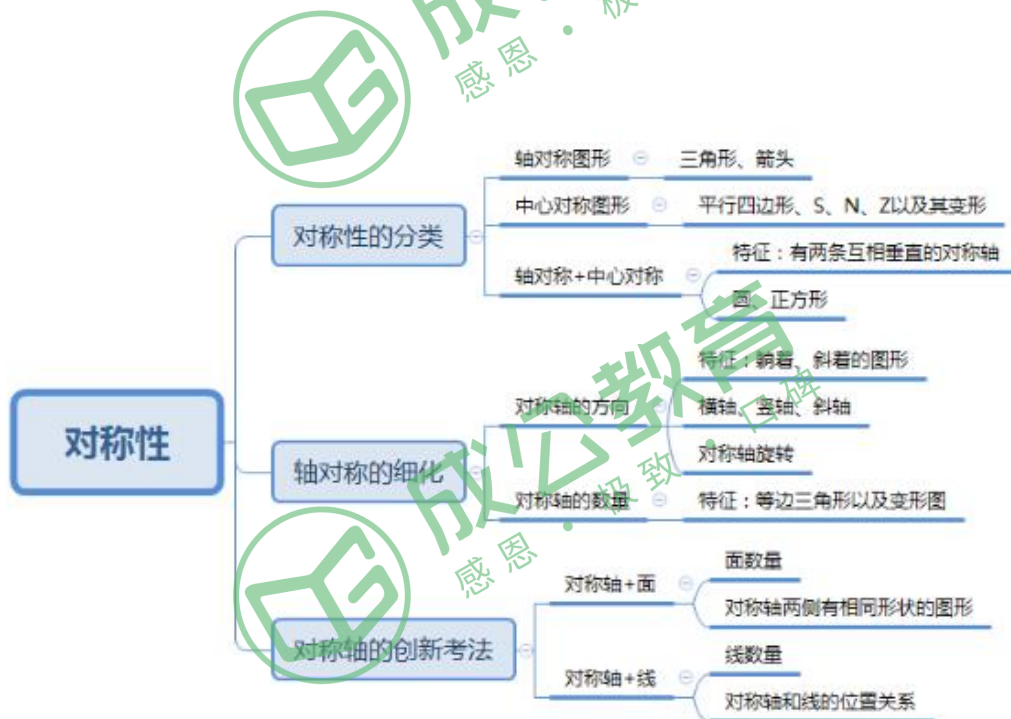 感恩·极
轴对称图形
三角形、箭头
中心对称图形
平行四边形、S、N、Z以及其变形
对称性的分类
特征：有两条互相垂直的对称轴
轴对称+中心对称
圆、正方形
特征：躺着、斜着的图形
对称轴的方向
横轴、竖轴、斜轴
对称性
对称轴旋转
轴对称的细化
对称轴的数量
特征：等边三角形以及变形图
成公教育
感恩·极致·口碑
面数量
对称轴+面
对称轴两侧有相同形状的图形
对称轴的创新考法
线数量
对称轴+线
对称轴和线的位置关系